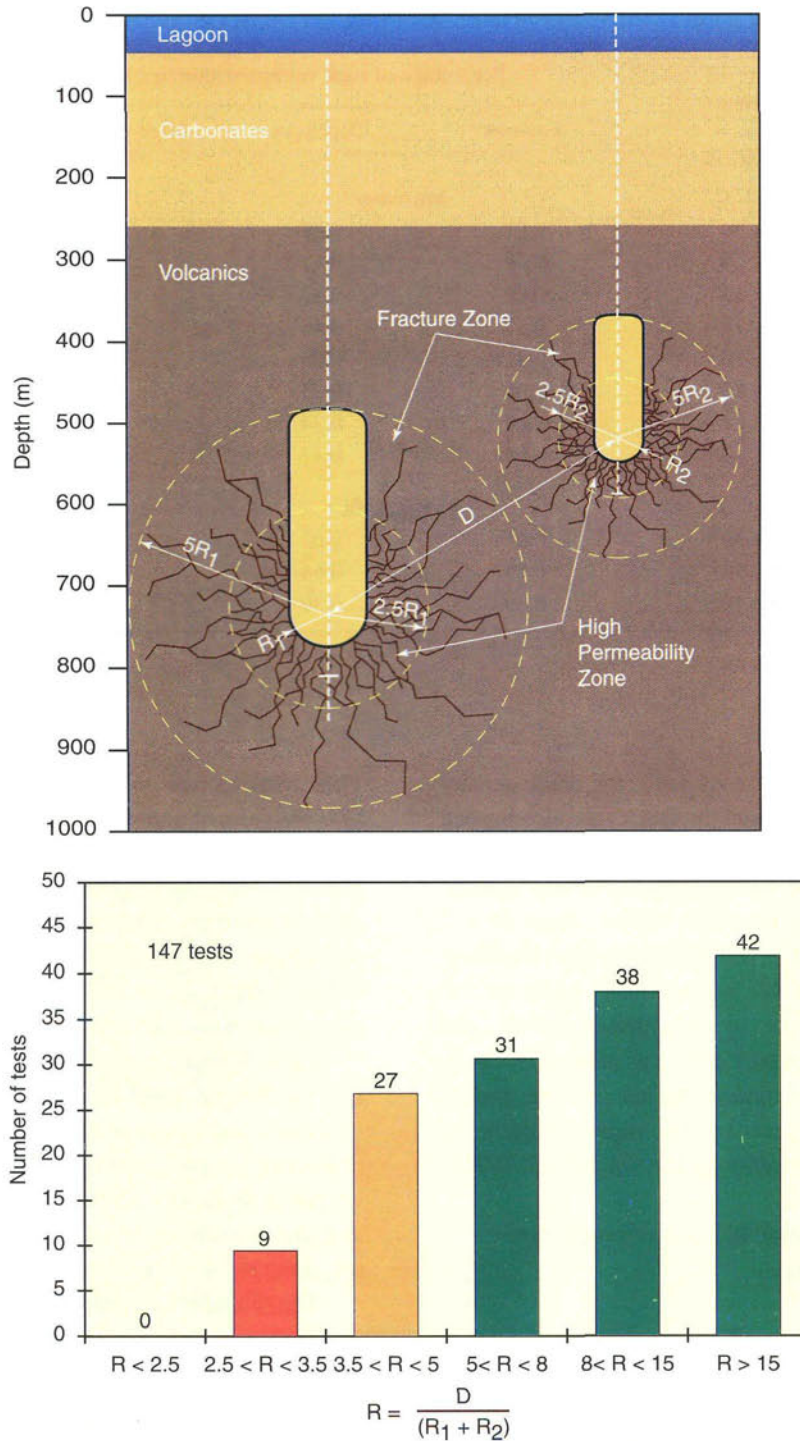 0
Lagoon
100
Carbonates
200
300
Volcanics
Fracture Zone
400
2.5R2
5R2
500
R2
Depth (m)
600
D
5R1
700
2.5R1
R1
High
Permeability
Zone
800
900
1000
50
45
147 tests
42
40
38
35
31
30
27
25
Number of tests
20
15
10
9
5
0
0
R < 2.5
2.5 < R < 3.5
3.5 < R < 5
5< R < 8
8< R < 15
R > 15
R = D
(R1 + R2)